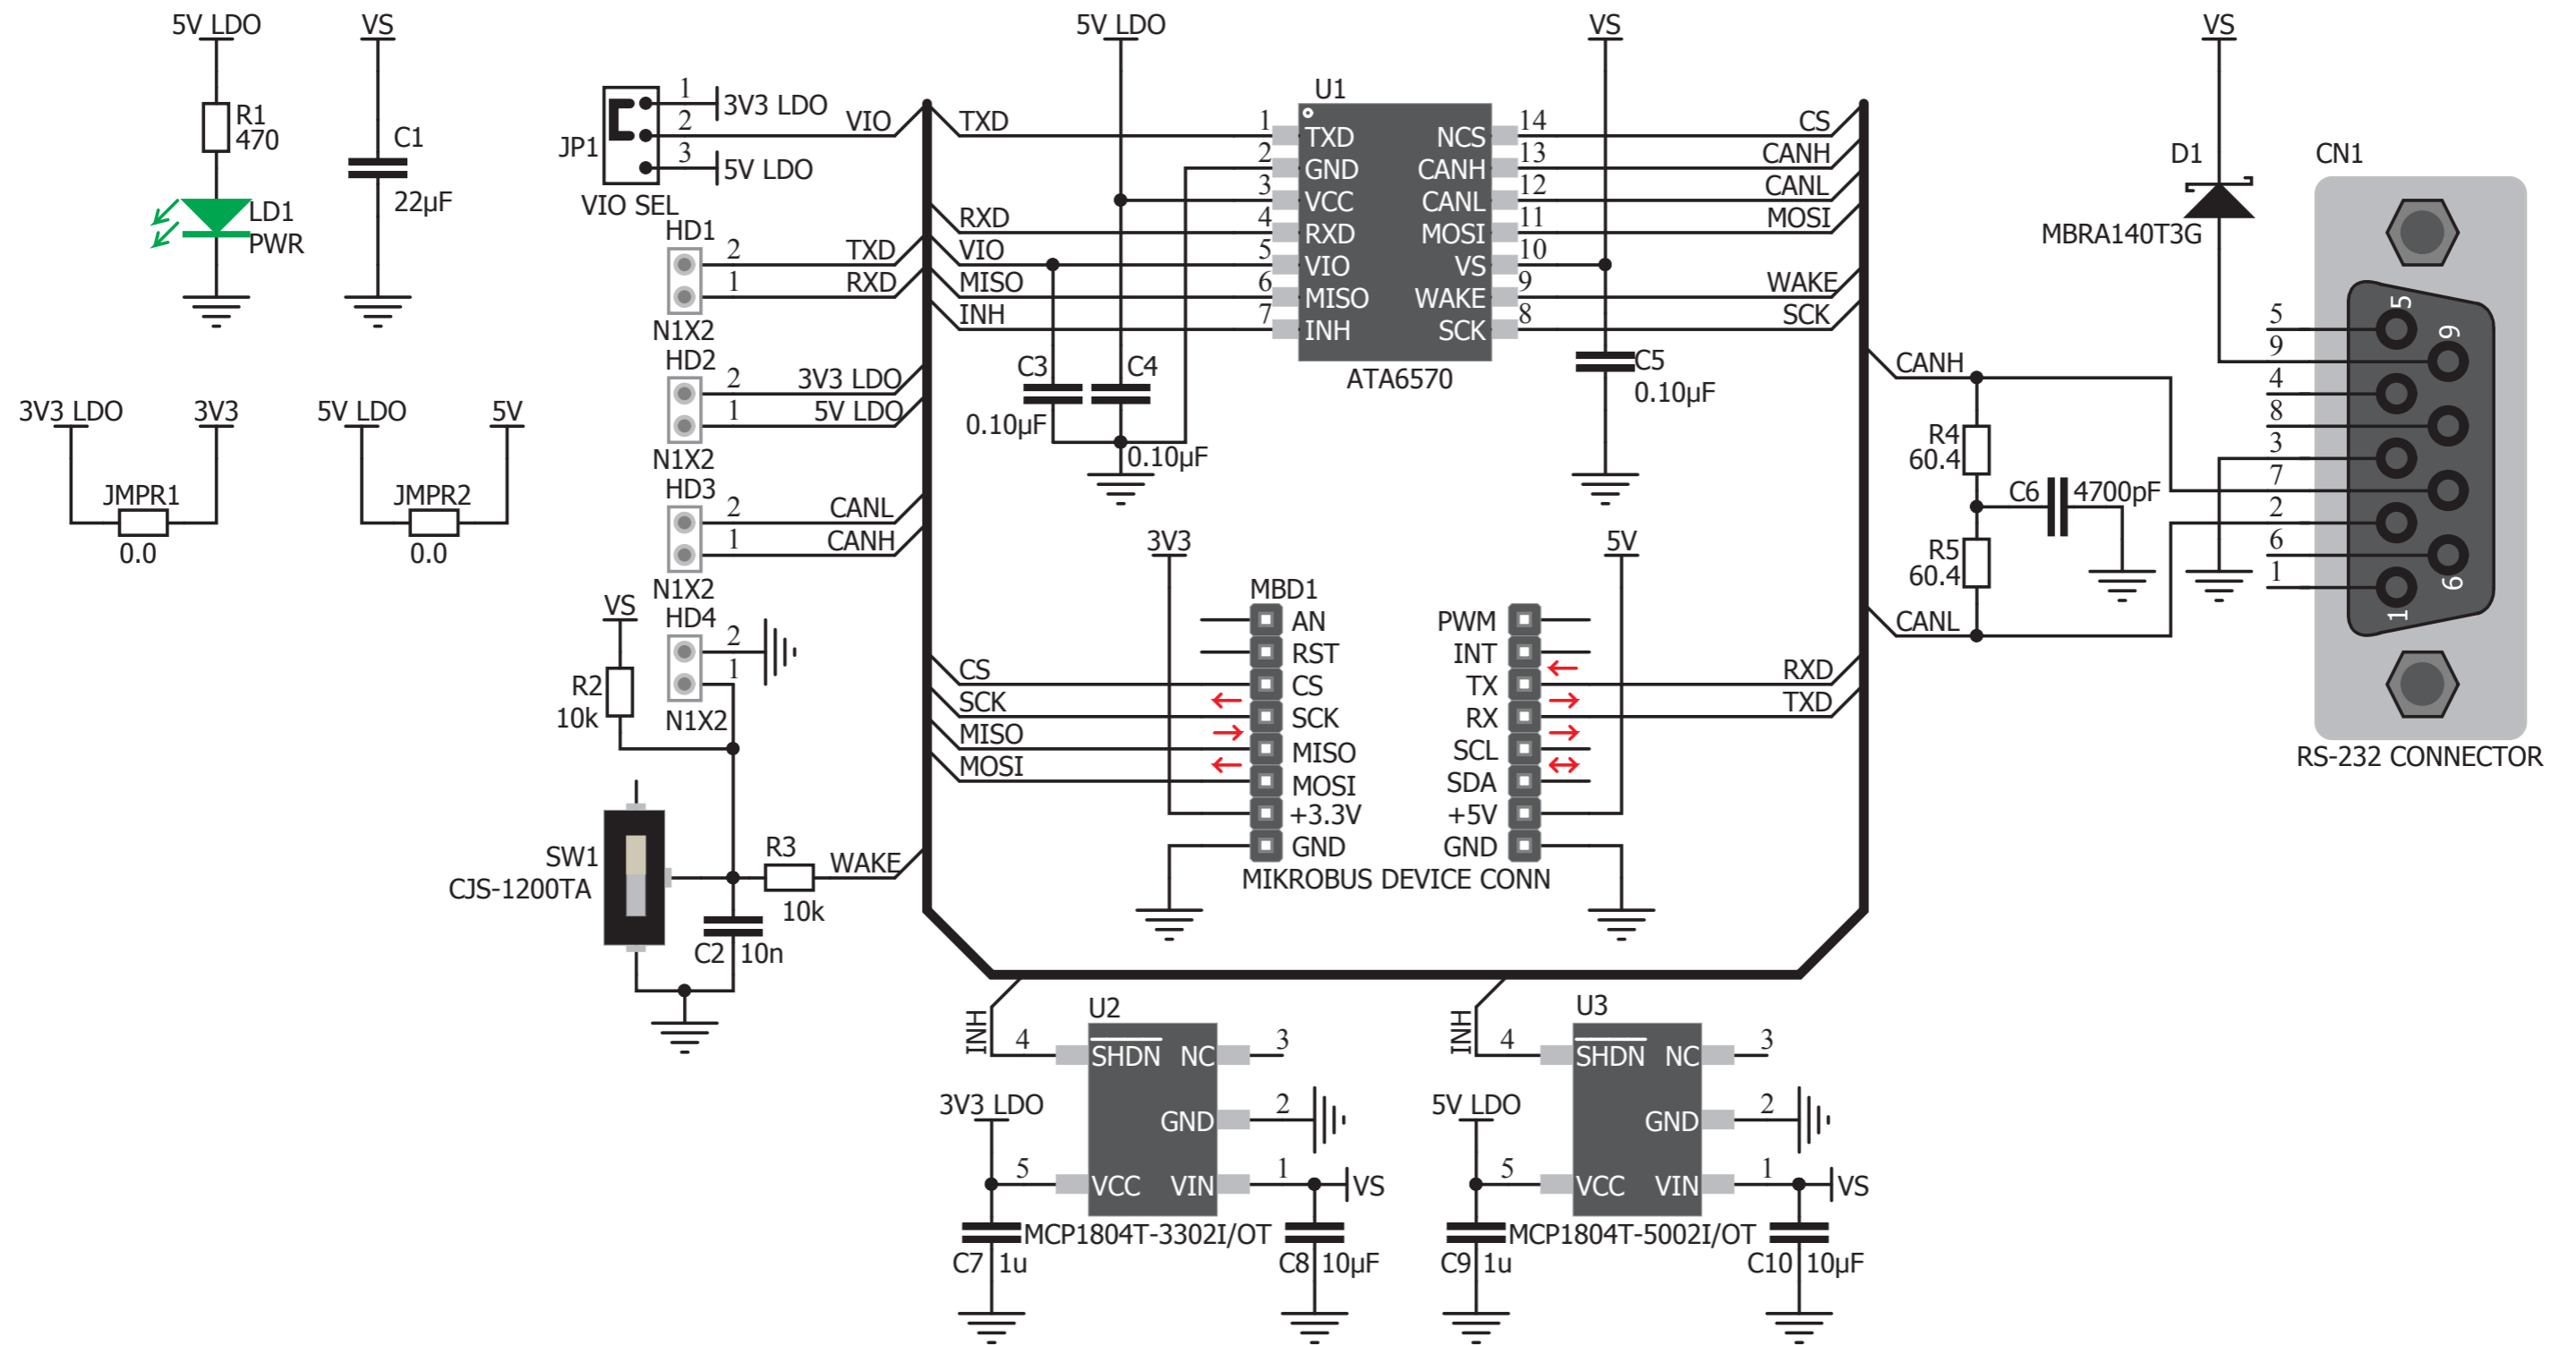 5V LDO
R1
470
LD1
PWR
VS
C1
22µF
3V3 LDO
3V3
JMPR1
0.0
5V LDO
5V
JMPR2
0.0
JP1
1
3V3 LDO
2
VIO
3
5V LDO
VIO SEL
HD1
2
TXD
1
RXD
N1X2
HD2
2
3V3 LDO
1
5V LDO
N1X2
HD3
2
CANL
1
CANH
N1X2
HD4
2
1
N1X2
VS
R2
10k
SW1
CJS-1200TA
R3
10k
WAKE
C2
10n
5V LDO
VS
U1
TXD
1
TXD
NCS
14
CS
2
GND
CANH
13
CANH
3
VCC
CANL
12
CANL
RXD
4
RXD
MOSI
11
MOSI
VIO
5
VIO
VS
10
MISO
6
MISO
WAKE
9
WAKE
INH
7
INH
SCK
8
SCK
ATA6570
C3
0.10µF
C4
0.10µF
C5
0.10µF
3V3
5V
MBD1
AN
PWM
RST
INT
CS
CS
TX
RXD
SCK
SCK
RX
TXD
MISO
MISO
SCL
MOSI
MOSI
SDA
+3.3V
+5V
GND
GND
MIKROBUS DEVICE CONN
VS
D1
MBRA140T3G
CN1
5
9
4
8
3
7
2
6
1
5
9
1
6
RS-232 CONNECTOR
CANH
R4
60.4
C6
4700pF
R5
60.4
CANL
U2
INH
4
SHDN
NC
3
GND
2
3V3 LDO
5
VCC
VIN
1
VS
MCP1804T-3302I/OT
C7
1u
C8
10µF
U3
INH
4
SHDN
NC
3
GND
2
5V LDO
5
VCC
VIN
1
VS
MCP1804T-5002I/OT
C9
1u
C10
10µF